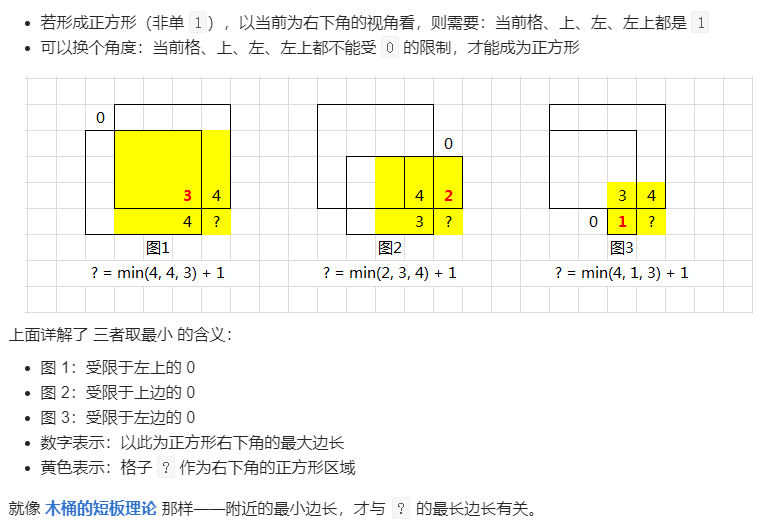 若形成正方形（非单 1），以当前为右下角的视角看，则需要：当前格、上、左、左上都是 1
可以换个角度：当前格、上、左、左上都不能受 0 的限制，才能成为正方形
0
3 4
4 ?
图1
? = min(4, 4, 3) + 1
0
4 2
3 ?
图2
? = min(2, 3, 4) + 1
3 4
0 1 ?
图3
? = min(4, 1, 3) + 1
上面详解了 三者取最小 的含义：
图 1：受限于左上的 0
图 2：受限于上边的 0
图 3：受限于左边的 0
数字表示：以此为正方形右下角的最大边长
黄色表示：格子 ? 作为右下角的正方形区域
就像 木桶的短板理论 那样——附近的最小边长，才与 ? 的最长边长有关。